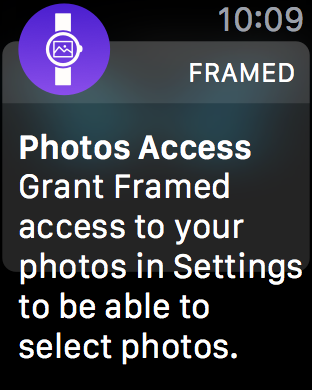 10:09
FRAMED
Photos Access
Grant Framed
access to your
photos in Settings
to be able to
select photos.